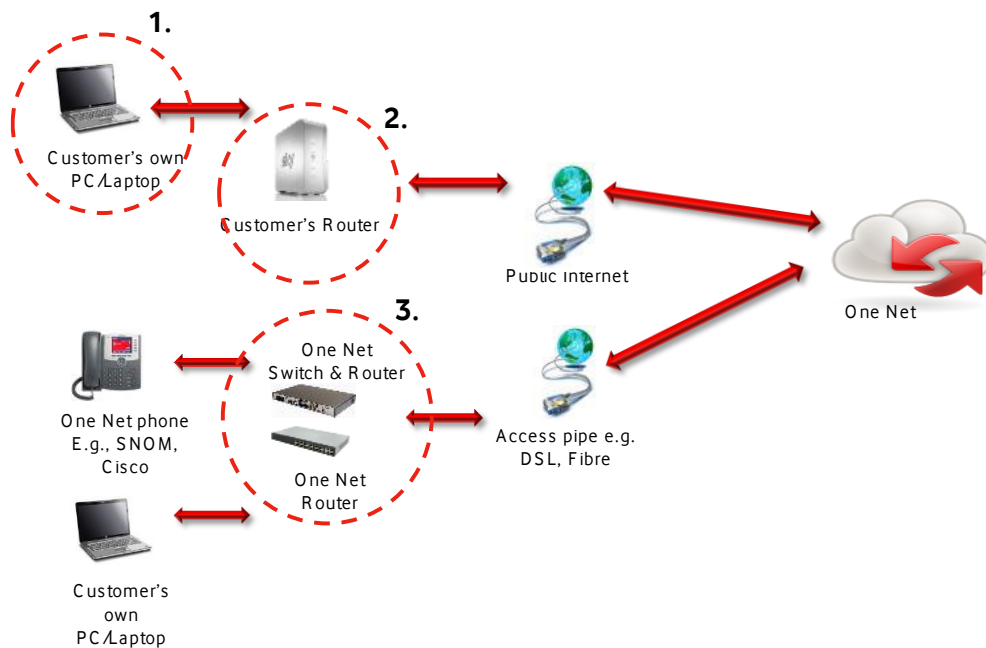 1.
Customer's own
PC/Laptop
2.
Customer's Router
Public Internet
One Net
3.
One Net
Switch & Router
One Net
Router
One Net phone
E.g., SNOM,
Cisco
Access pipe e.g.
DSL, Fibre
Customer's
own
PC/Laptop